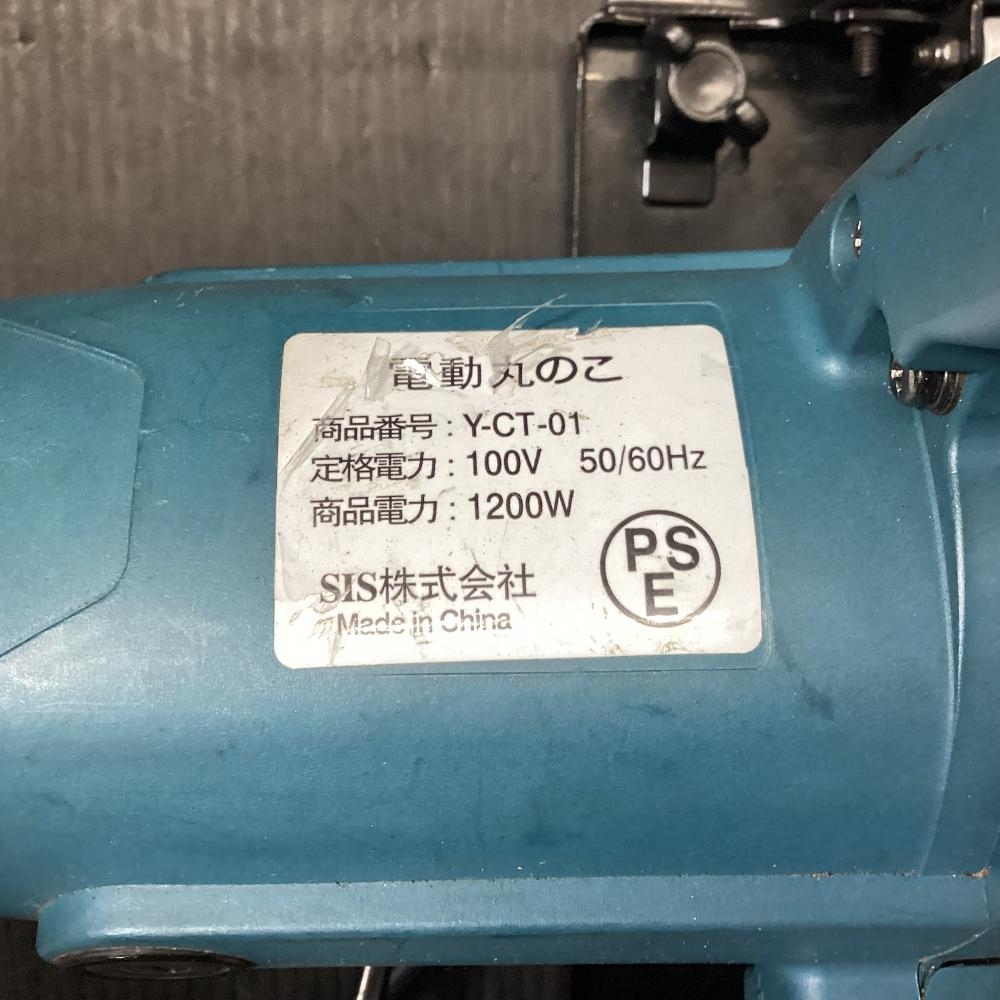 電動丸のこ
商品番号 : Y-CT-01
定格電力 : 100V 50/60Hz
商品電力 : 1200W
PS
E
SIS株式会社
Made in China